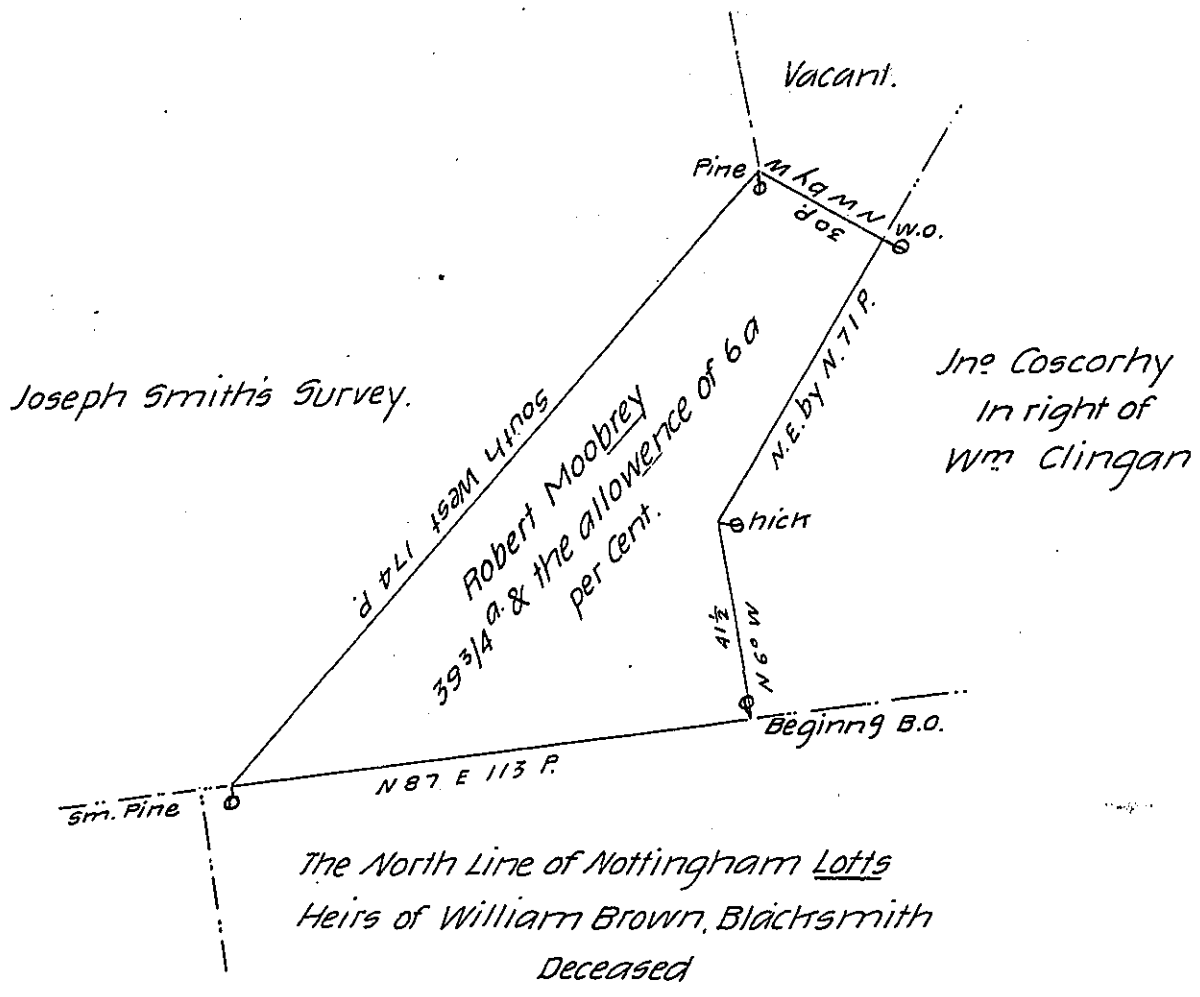 Vacant.
Pine
NW by W
30 P.
W.O.
Joseph Smith's Survey.
South West 174 P.
Robert Moobrey
39 3/4 a. & the allowence of 6 a
per Cent.
N.E. by N. 71 P.
Jno Coscorhy
In right of
Wm Clingan
hick
41½
N 6° W
Beginng B.O.
N 87 E 113 P.
sm. Pine
The North Line of Nottingham Lotts
Heirs of William Brown, Blacksmith
Deceased